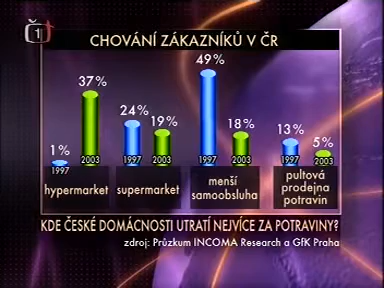 1
CHOVÁNÍ ZÁKAZNÍKŮ V ČR
1% 37% 24% 19% 49% 18% 13% 5%
1997 2003 1997 2003 1997 2003 1997 2003
hypermarket
supermarket
menší
samoobsluha
pultová
prodejna
potravin
KDE ČESKÉ DOMÁCNOSTI UTRATÍ NEJVÍCE ZA POTRAVINY?
zdroj: Průzkum INCOMA Research a GfK Praha